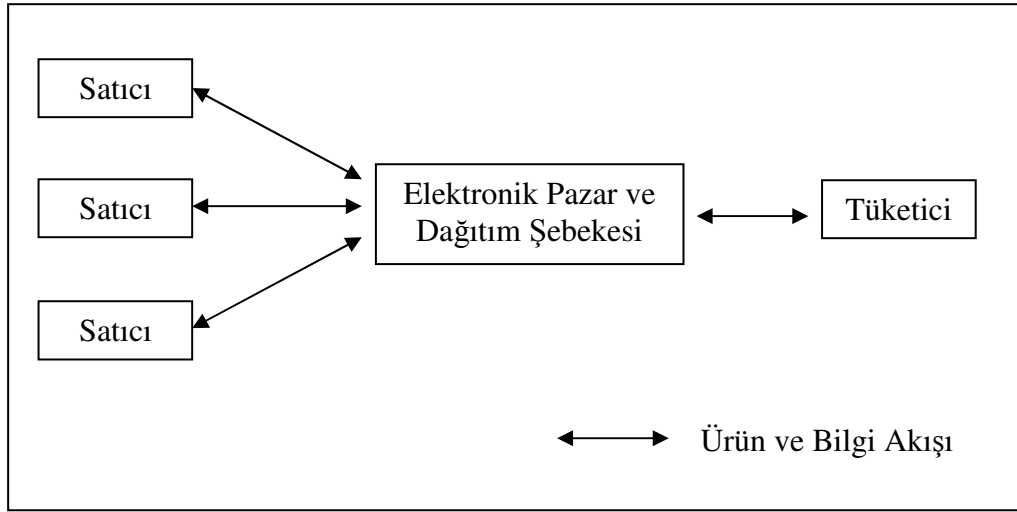 Satıcı
Satıcı
Elektronik Pazar ve
Dağıtım Şebekesi
Tüketici
Satıcı
Ürün ve Bilgi Akışı